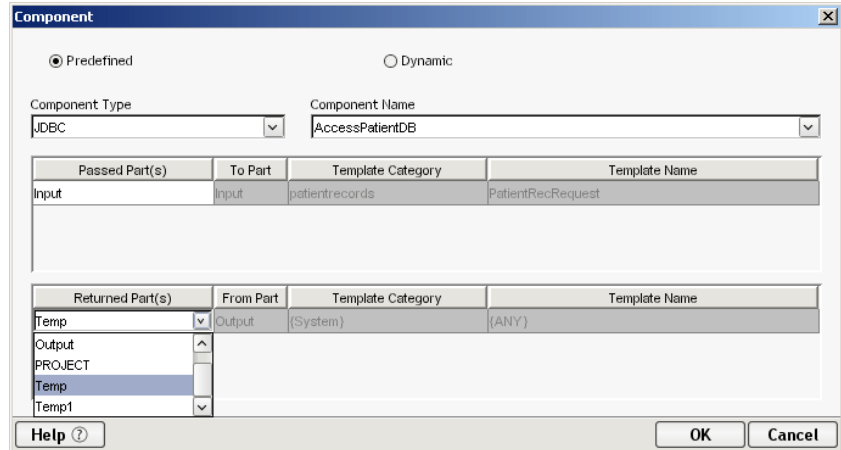 Component
Predefined Dynamic
Component Type Component Name
JDBC AccessPatientDB
Passed Part(s) To Part Template Category Template Name
Input Input patientrecords PatientRecRequest
Returned Part(s) From Part Template Category Template Name
Temp Output {System} {ANY}
Output
PROJECT
Temp
Temp1
Help ? OK Cancel